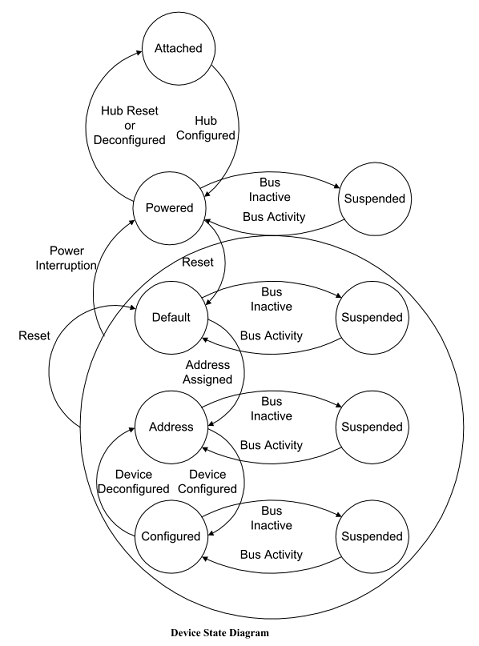 Attached
Hub Reset
or
Deconfigured
Hub
Configured
Powered
Bus
Inactive
Bus Activity
Suspended
Power
Interruption
Reset
Default
Bus
Inactive
Bus Activity
Suspended
Reset
Address
Assigned
Address
Bus
Inactive
Bus Activity
Suspended
Device
Deconfigured
Device
Configured
Configured
Bus
Inactive
Bus Activity
Suspended
Device State Diagram